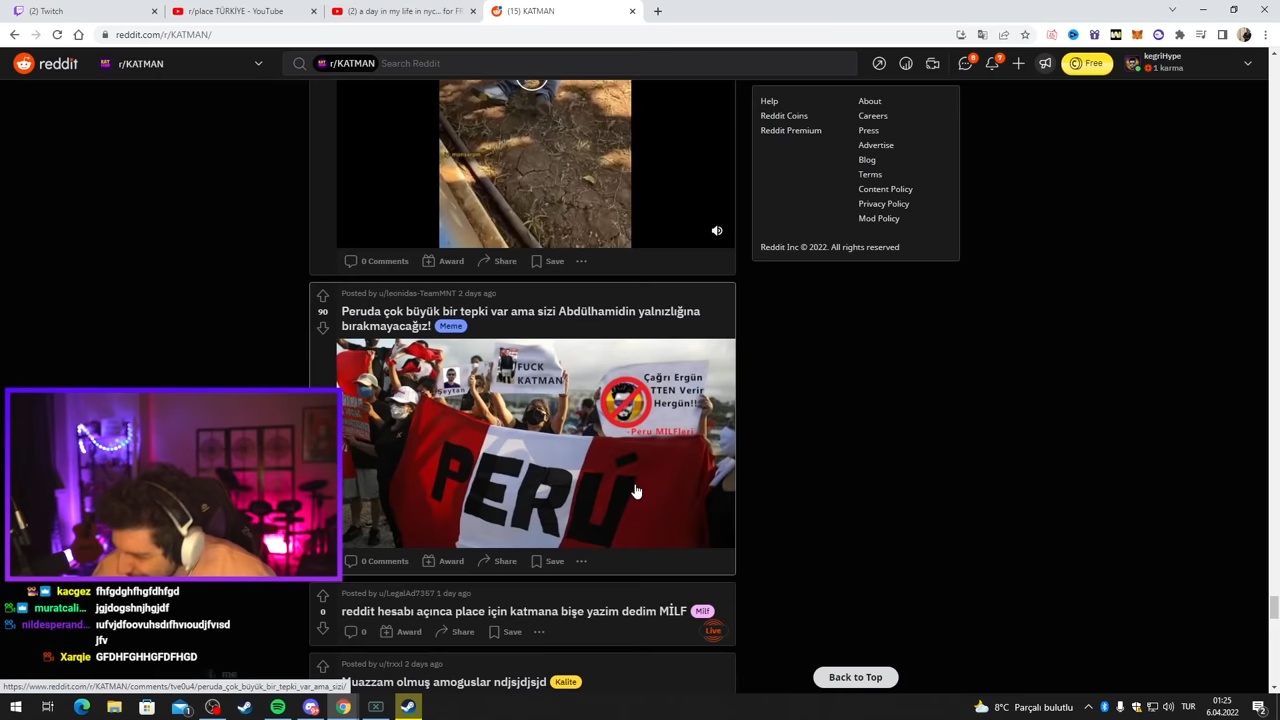 (2) Twitch
r/place TÜRKİYE - YouTube
(2) a day in my life in nyc... for FR
(15) KATMAN
reddit.com/r/KATMAN/
reddit
r/KATMAN
r/KATMAN Search Reddit
8
7
Free
kegriHype
1 karma
Help
About
Reddit Coins
Careers
Reddit Premium
Press
Advertise
Blog
Terms
Content Policy
Privacy Policy
Mod Policy
Reddit Inc © 2022. All rights reserved
0 Comments Award Share Save
Posted by u/leonidas-TeamMNT 2 days ago
90
Peruda çok büyük bir tepki var ama sizi Abdülhamidin yalnızlığına
bırakmayacağız! Meme
FUCK
KATMAN
Seytan
Çağrı Ergün
TTEN Verir
Hergün!!
-Peru MILFleri
PERÚ
0 Comments Award Share Save
Posted by u/LegalAd7357 1 day ago
0
reddit hesabı açınca place için katmana bişe yazim dedim MİLF Milf
0 Award Share Save
Live
Posted by u/trxxl 2 days ago
Muazzam olmuş amoguslar ndjsjdjsjd Kalite
Back to Top
kacgez fhfgdghfhgfdhfgd
muratcali... jgjdogshnjhgjdf
nildesperand... ıufvjdfoovuhsdıfhvıoudjfvısd
jfv
Xarqie GFDHFGHHGFDFHGD
https://www.reddit.com/r/KATMAN/comments/tve0u4/peruda_çok_büyük_bir_tepki_var_ama_sizi/
8°C Parçalı bulutlu
TUR
01:25
6.04.2022